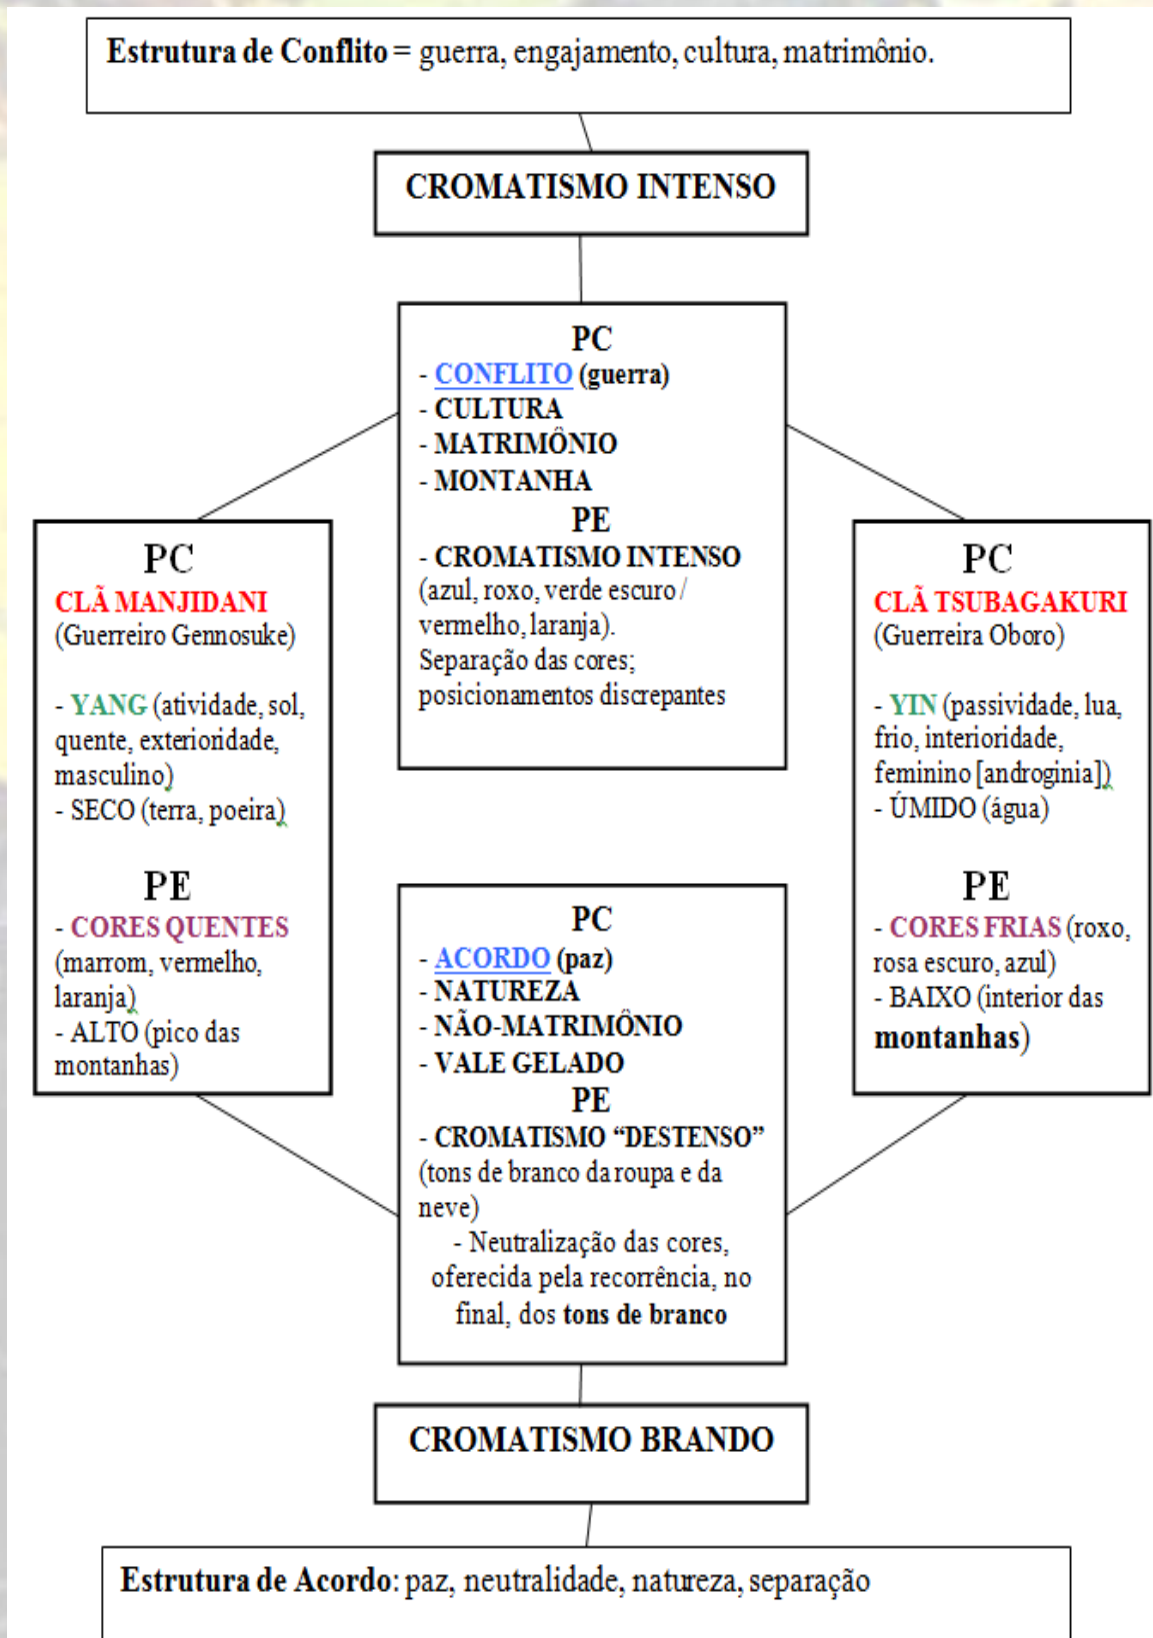 Estrutura de Conflito = guerra, engajamento, cultura, matrimônio.
CROMATISMO INTENSO
PC
- CONFLITO (guerra)
- CULTURA
- MATRIMÔNIO
- MONTANHA
PE
- CROMATISMO INTENSO
(azul, roxo, verde escuro /
vermelho, laranja).
Separação das cores;
posicionamentos discrepantes
PC
CLÃ MANJIDANI
(Guerreiro Gennosuke)
- YANG (atividade, sol,
quente, exterioridade,
masculino)
- SECO (terra, poeira)
PE
- CORES QUENTES
(marrom, vermelho,
laranja)
- ALTO (pico das
montanhas)
PC
CLÃ TSUBAGAKURI
(Guerreira Oboro)
- YIN (passividade, lua,
frio, interioridade,
feminino [androginia])
- ÚMIDO (água)
PE
- CORES FRIAS (roxo,
rosa escuro, azul)
- BAIXO (interior das
montanhas)
PC
- ACORDO (paz)
- NATUREZA
- NÃO-MATRIMÔNIO
- VALE GELADO
PE
- CROMATISMO “DESTENSO”
(tons de branco da roupa e da
neve)
- Neutralização das cores,
oferecida pela recorrência, no
final, dos tons de branco
CROMATISMO BRANDO
Estrutura de Acordo: paz, neutralidade, natureza, separação